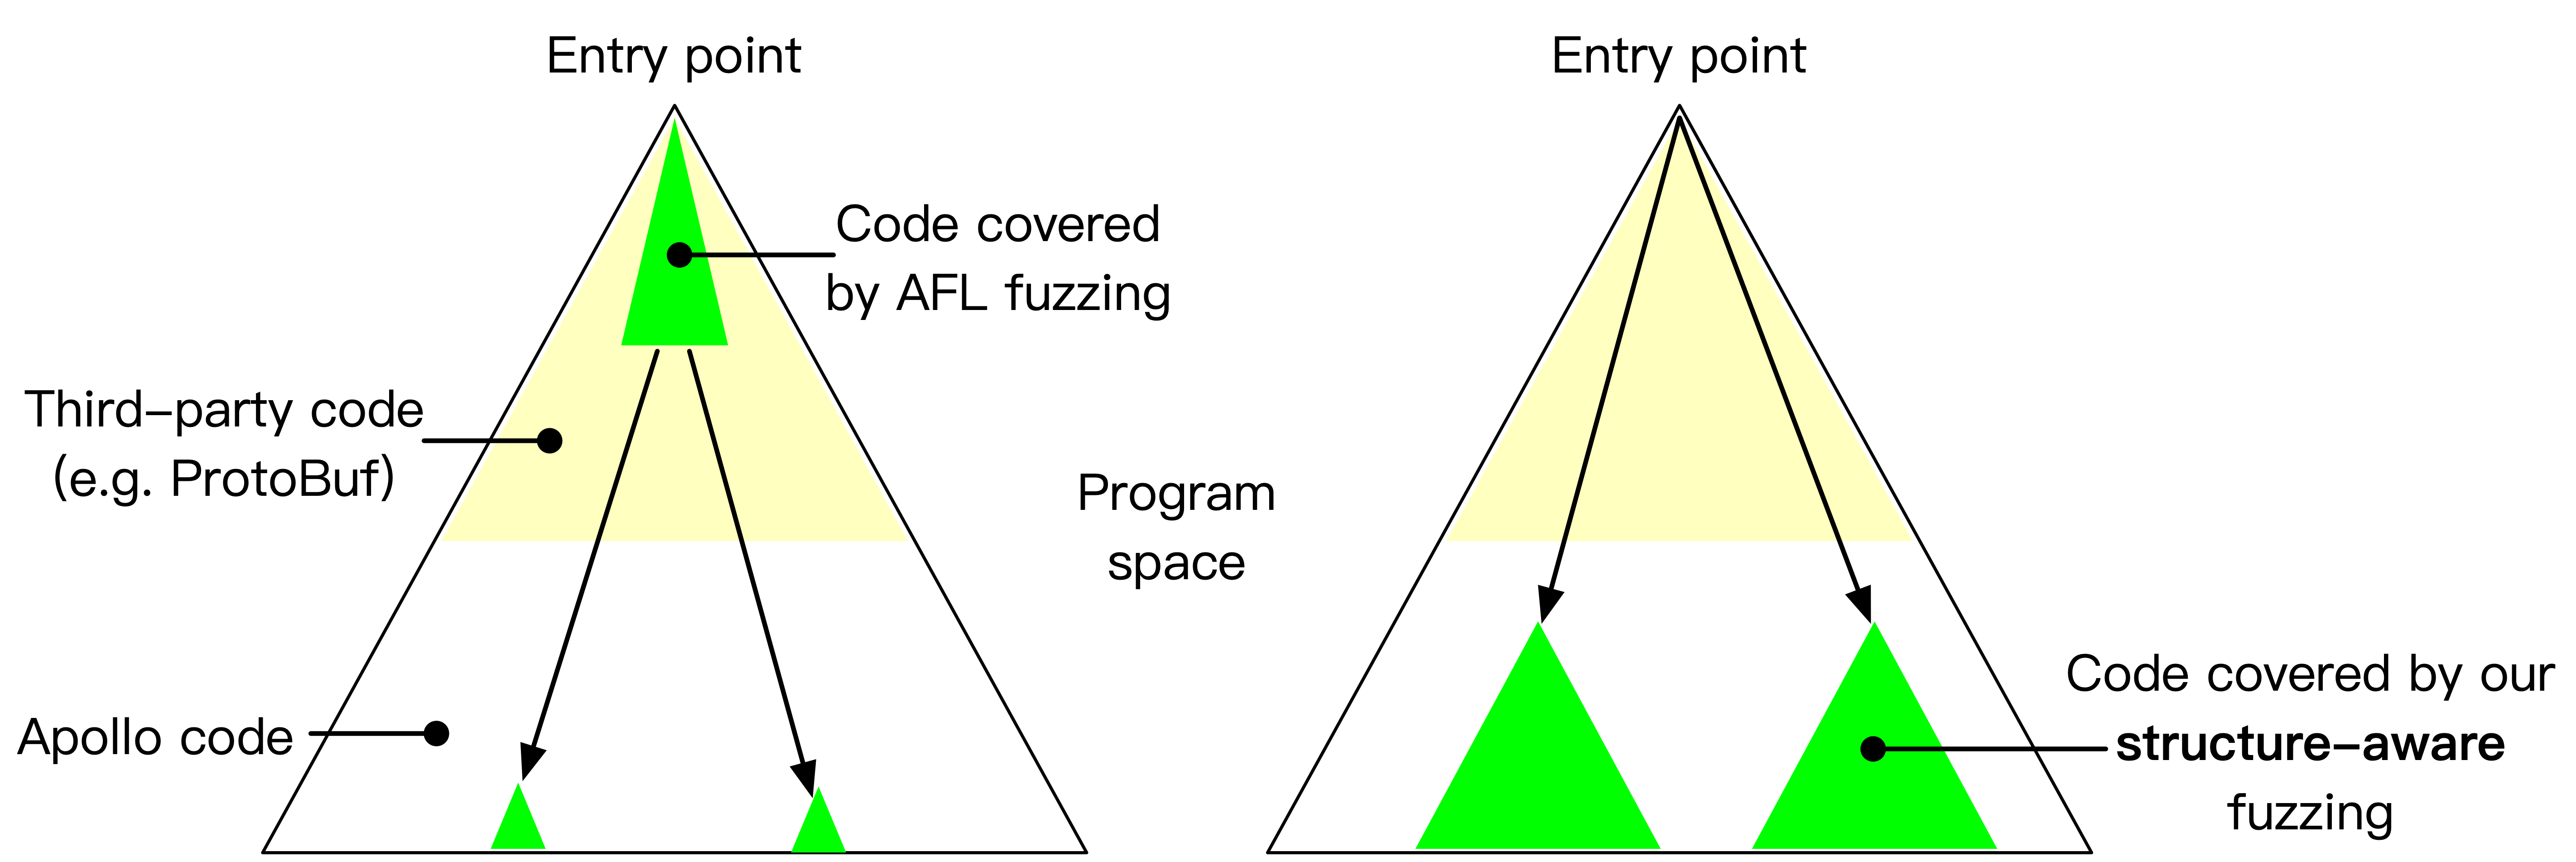 Entry point
Code covered
by AFL fuzzing
Third-party code
(e.g. ProtoBuf)
Apollo code
Program
space
Entry point
Code covered by our
structure-aware
fuzzing